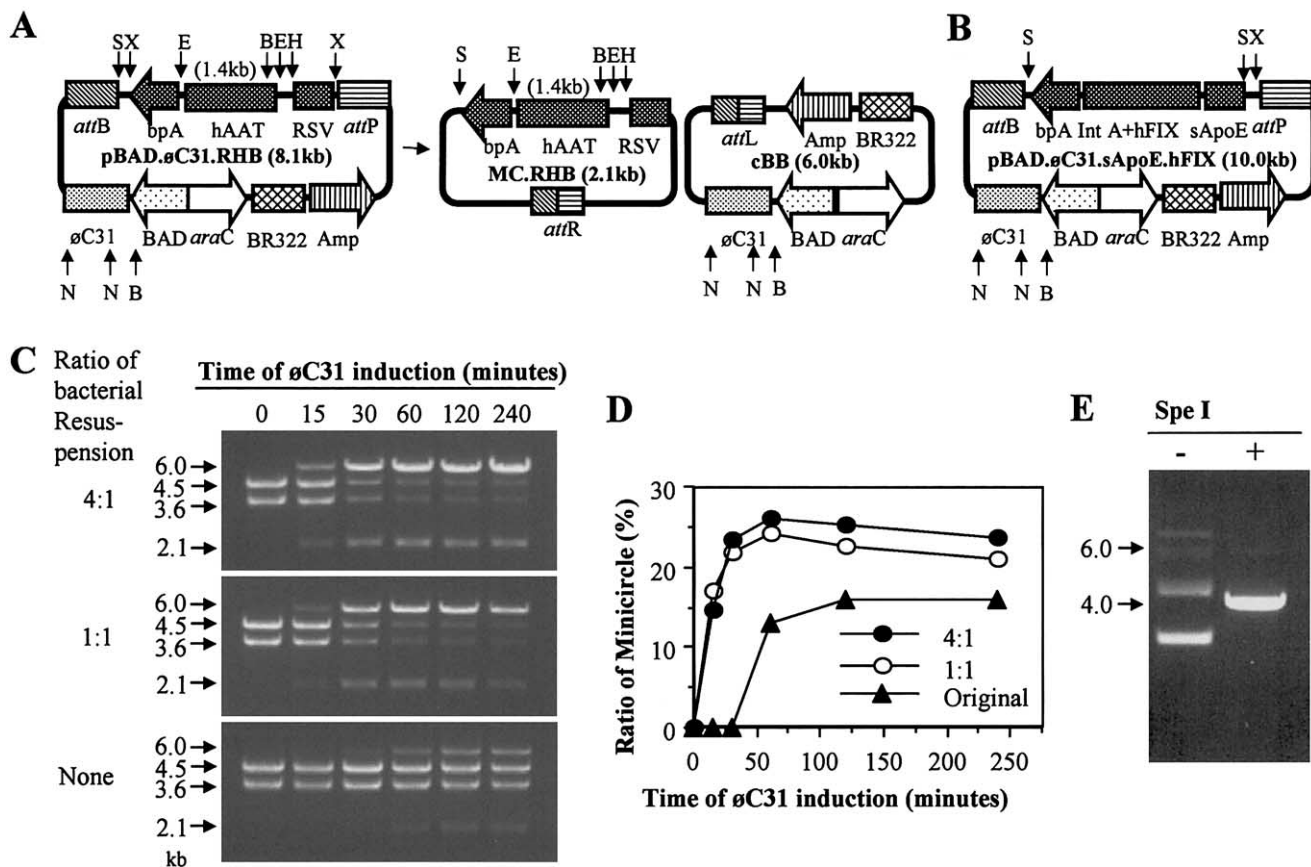 A
SX E BEH X
(1.4kb)
attB bpA hAAT RSV attP
pBAD.øC31.RHB (8.1kb)
øC31 BAD araC BR322 Amp
N N B
S E BEH
(1.4kb)
bpA hAAT RSV
MC.RHB (2.1kb)
attR
attL Amp BR322
cBB (6.0kb)
øC31 BAD araC
N N B
B
S SX
attB bpA Int A+hFIX sApoE attP
pBAD.øC31.sApoE.hFIX (10.0kb)
øC31 BAD araC BR322 Amp
N N B
C
Ratio of
bacterial
Resus-
pension
Time of øC31 induction (minutes)
0 15 30 60 120 240
4:1
6.0
4.5
3.6
2.1
1:1
6.0
4.5
3.6
2.1
None
6.0
4.5
3.6
2.1
kb
D
Ratio of Minicircle (%)
30
20
10
0
4:1
1:1
Original
0 50 100 150 200 250
Time of øC31 induction (minutes)
E
Spe I
- +
6.0
4.0